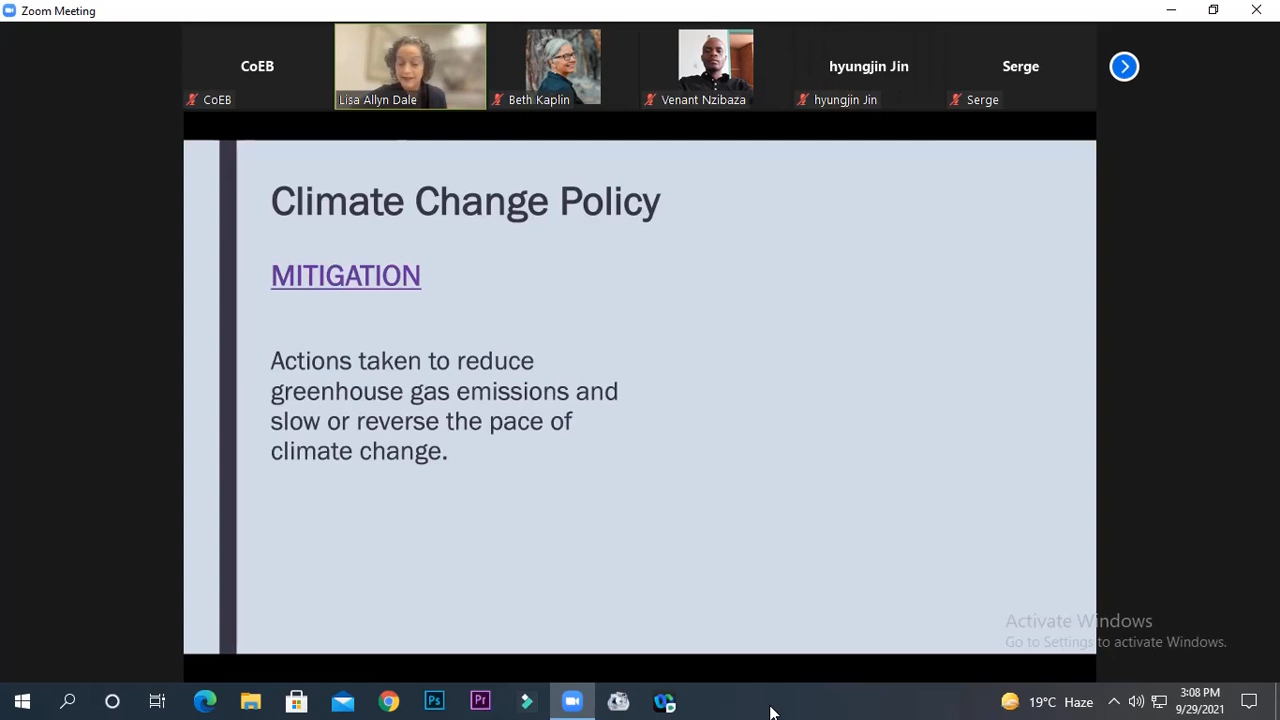 Zoom Meeting
CoEB
hyungjin Jin
Serge
CoEB
Lisa Allyn Dale
Beth Kaplin
Venant Nzibaza
hyungjin Jin
Serge
Climate Change Policy
MITIGATION
Actions taken to reduce
greenhouse gas emissions and
slow or reverse the pace of
climate change.
Activate Windows
Go to Settings to activate Windows.
Ps
Pr
19°C Haze
3:08 PM
9/29/2021